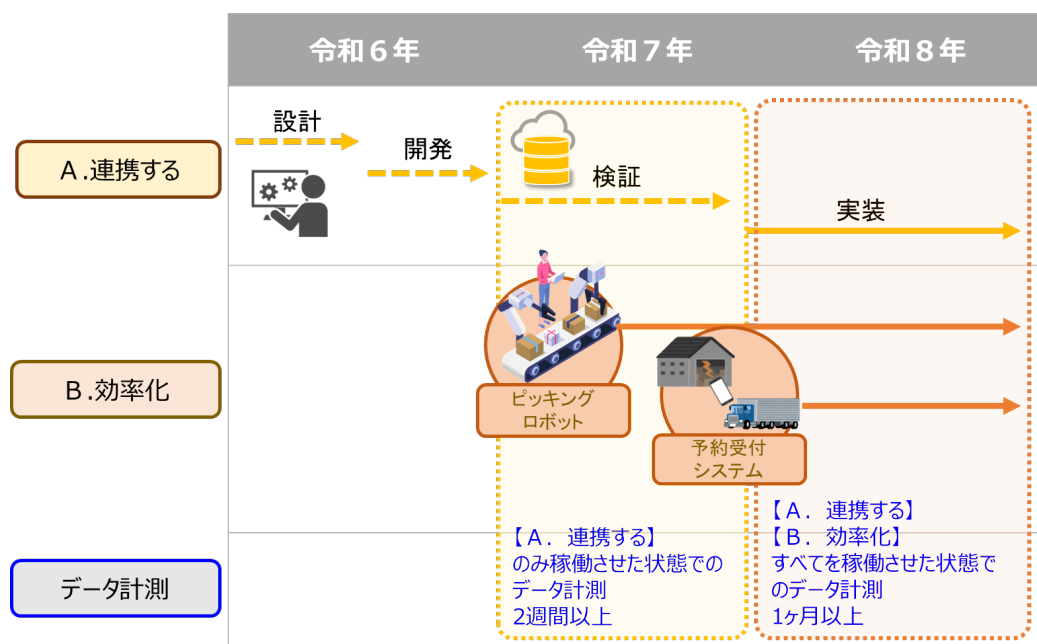 令和６年
令和７年
令和８年
Ａ.連携する
設計
開発
検証
実装
Ｂ.効率化
ピッキング
ロボット
予約受付
システム
データ計測
【Ａ．連携する】
のみ稼働させた状態での
データ計測
2週間以上
【Ａ．連携する】
【Ｂ．効率化】
すべてを稼働させた状態で
のデータ計測
1ヶ月以上